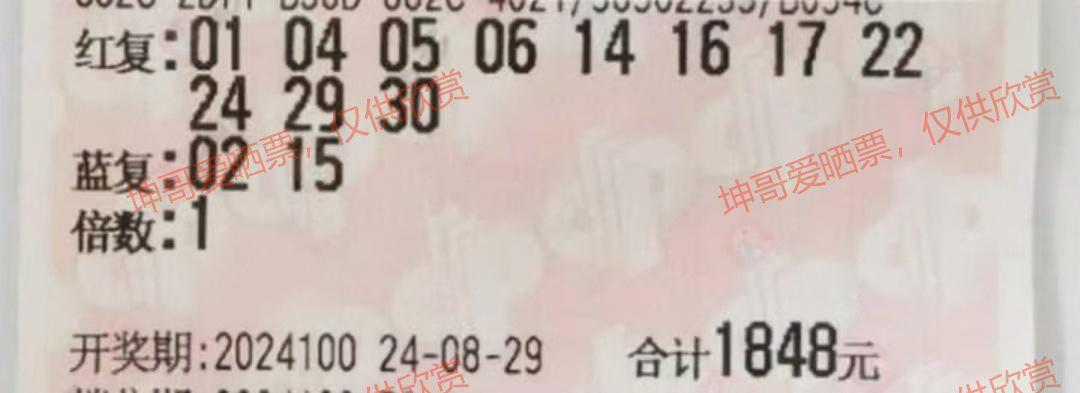 红复:01 04 05 06 14 16 17 22
24 29 30
蓝复:02 15
倍数:1
开奖期:2024100 24-08-29 合计1848元
坤哥爱晒票，仅供欣赏
坤哥爱晒票，仅供欣赏
仅供欣赏
仅供欣赏